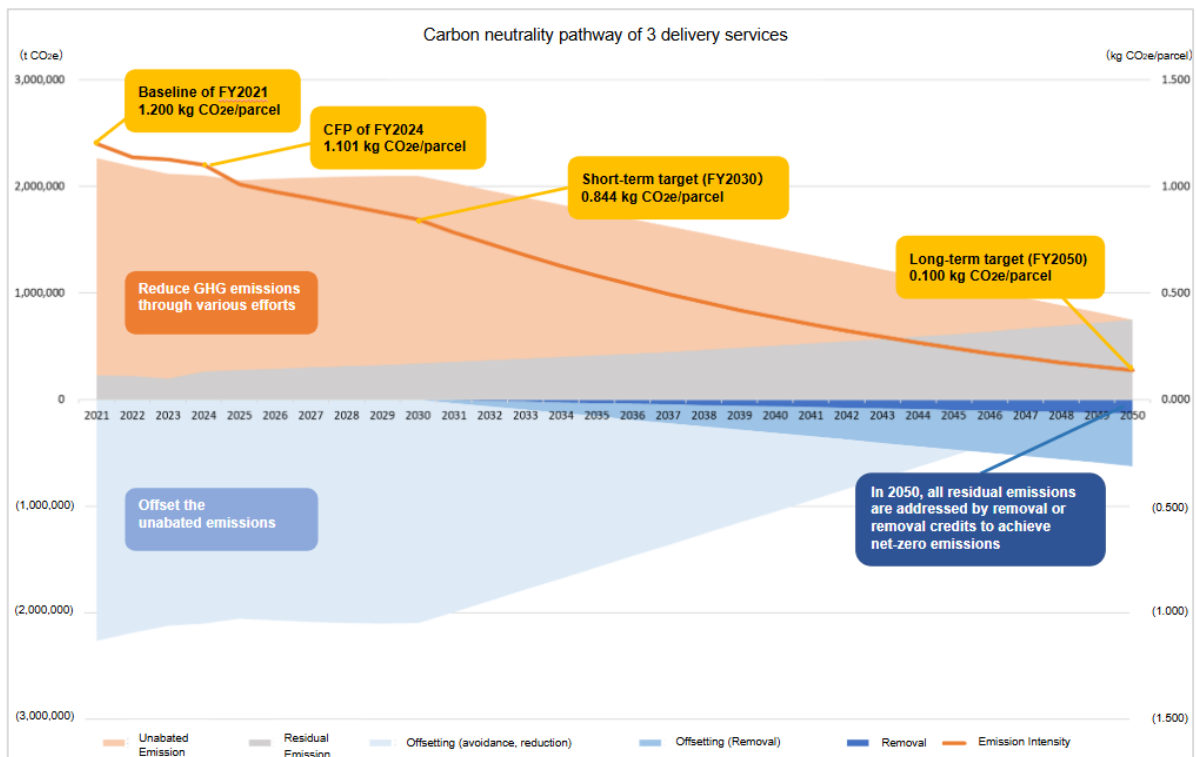 Carbon neutrality pathway of 3 delivery services
(t CO2e)
(kg CO2e/parcel)
3,000,000
2,000,000
1,000,000
0
(1,000,000)
(2,000,000)
(3,000,000)
1.500
1.000
0.500
0.000
(0.500)
(1.000)
(1.500)
Baseline of FY2021
1.200 kg CO2e/parcel
CFP of FY2024
1.101 kg CO2e/parcel
Short-term target (FY2030)
0.844 kg CO2e/parcel
Long-term target (FY2050)
0.100 kg CO2e/parcel
Reduce GHG emissions
through various efforts
2021 2022 2023 2024 2025 2026 2027 2028 2029 2030 2031 2032 2033 2034 2035 2036 2037 2038 2039 2040 2041 2042 2043 2044 2045 2046 2047 2048 2049 2050
Offset the
unabated emissions
In 2050, all residual emissions
are addressed by removal or
removal credits to achieve
net-zero emissions
Unabated
Emission
Residual
Emission
Offsetting (avoidance, reduction)
Offsetting (Removal)
Removal
Emission Intensity